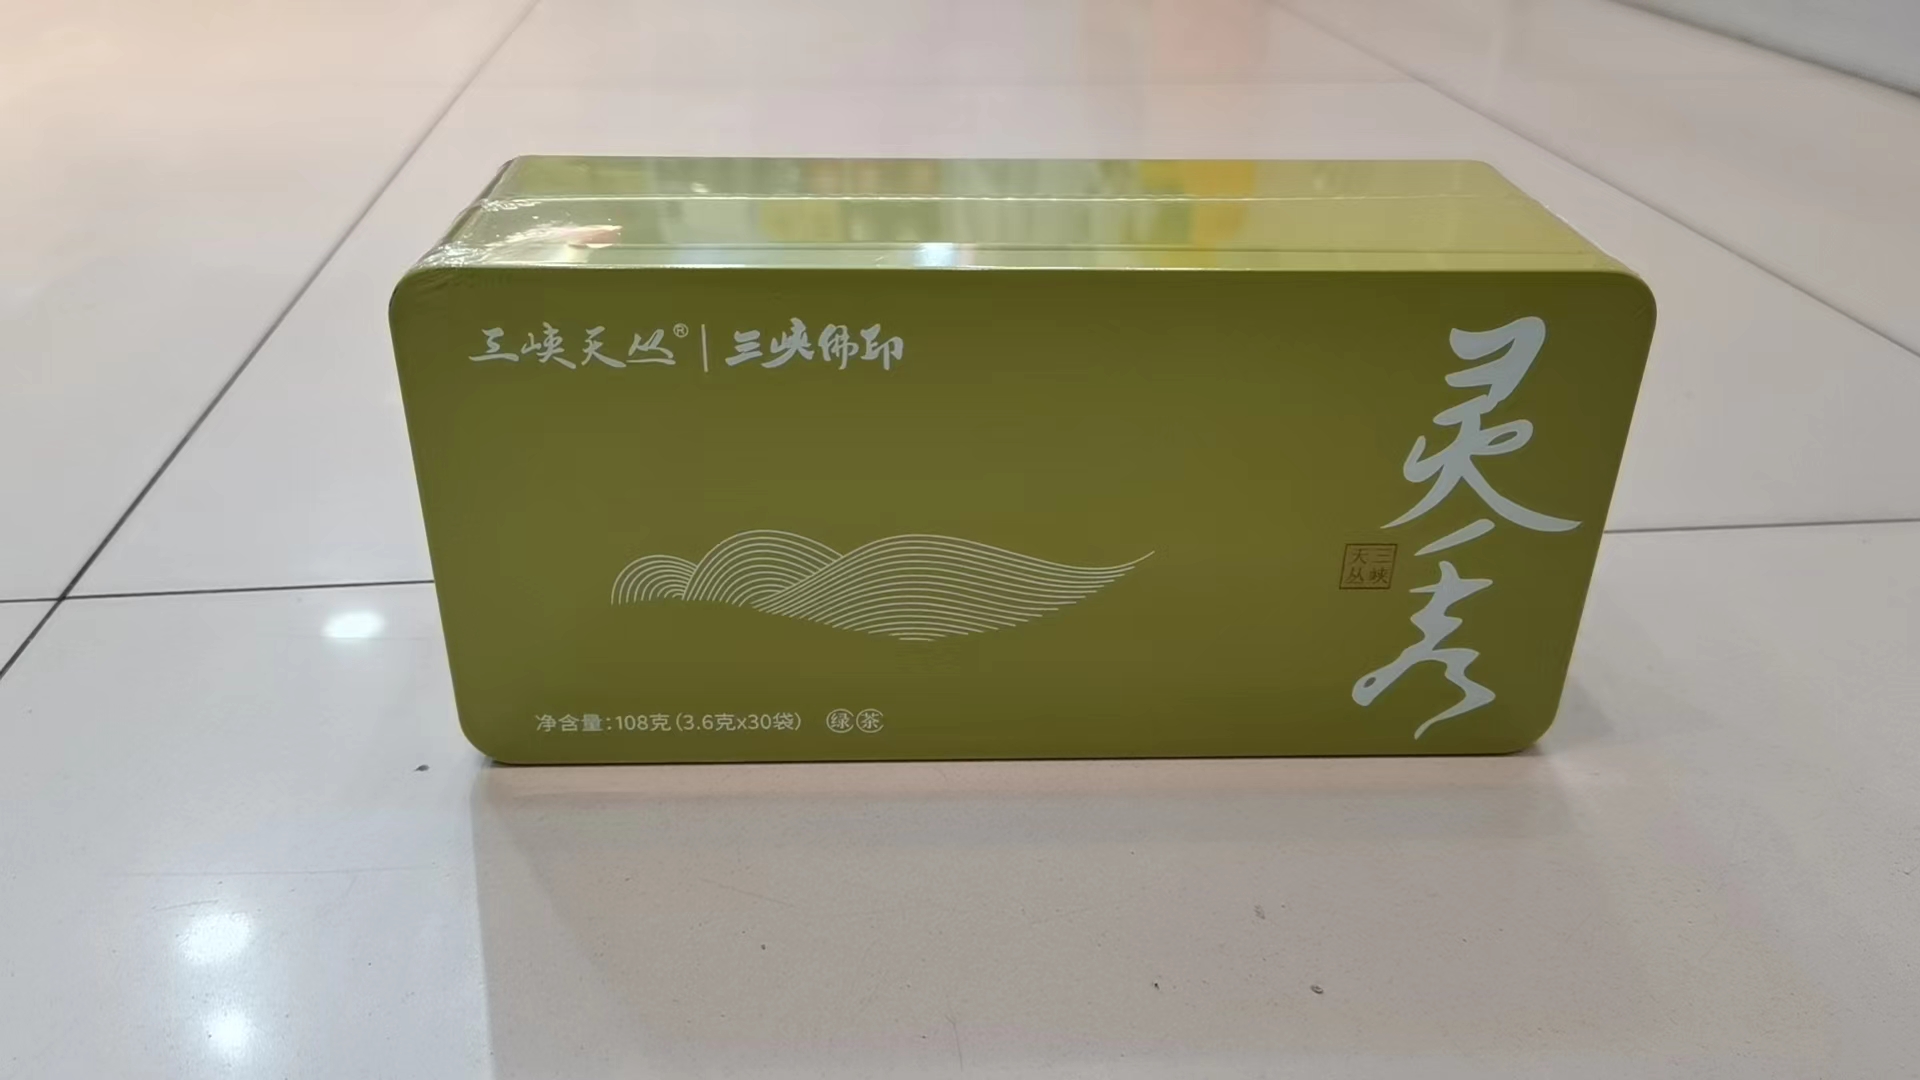 三峡天丛®|三峡佛印
灵秀
三峡
天丛
净含量:108克(3.6克x30袋) 绿茶